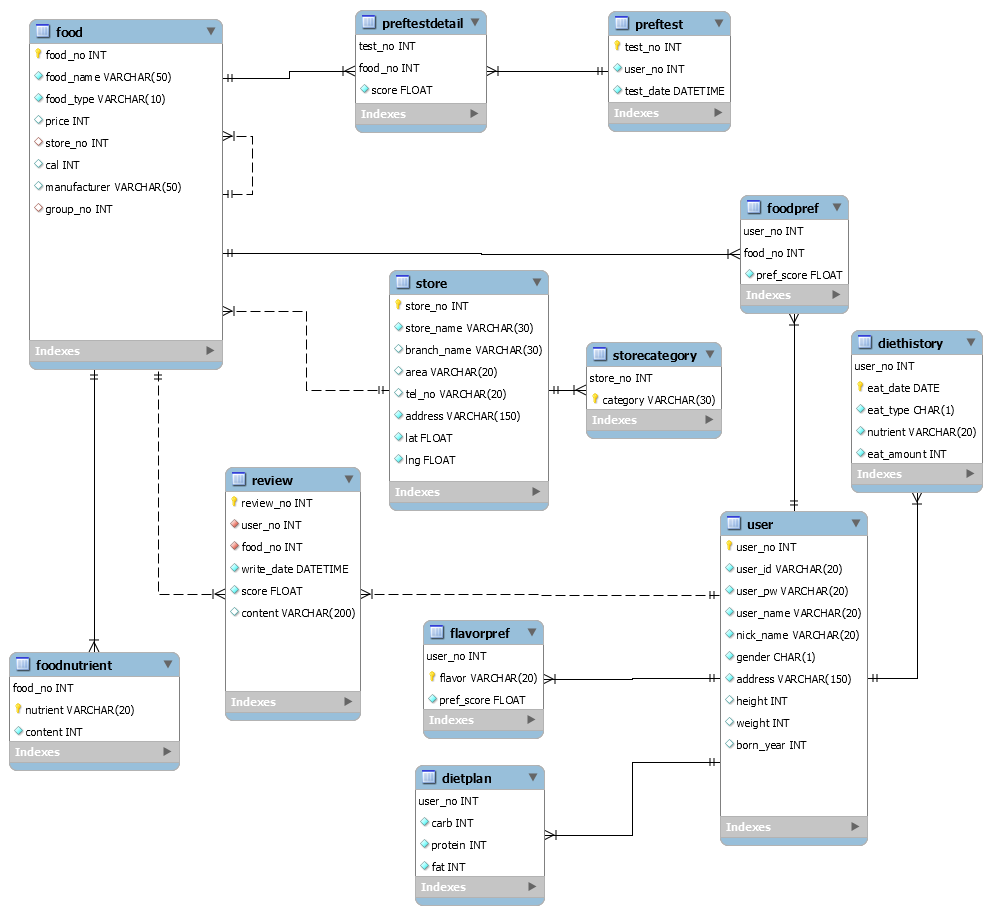 food
food_no INT
food_name VARCHAR(50)
food_type VARCHAR(10)
price INT
store_no INT
cal INT
manufacturer VARCHAR(50)
group_no INT
Indexes
preftestdetail
test_no INT
food_no INT
score FLOAT
Indexes
preftest
test_no INT
user_no INT
test_date DATETIME
Indexes
foodpref
user_no INT
food_no INT
pref_score FLOAT
Indexes
store
store_no INT
store_name VARCHAR(30)
branch_name VARCHAR(30)
area VARCHAR(20)
tel_no VARCHAR(20)
address VARCHAR(150)
lat FLOAT
lng FLOAT
Indexes
storecategory
store_no INT
category VARCHAR(30)
Indexes
diethistory
user_no INT
eat_date DATE
eat_type CHAR(1)
nutrient VARCHAR(20)
eat_amount INT
Indexes
review
review_no INT
user_no INT
food_no INT
write_date DATETIME
score FLOAT
content VARCHAR(200)
Indexes
user
user_no INT
user_id VARCHAR(20)
user_pw VARCHAR(20)
user_name VARCHAR(20)
nick_name VARCHAR(20)
gender CHAR(1)
address VARCHAR(150)
height INT
weight INT
born_year INT
Indexes
flavorpref
user_no INT
flavor VARCHAR(20)
pref_score FLOAT
Indexes
foodnutrient
food_no INT
nutrient VARCHAR(20)
content INT
Indexes
dietplan
user_no INT
carb INT
protein INT
fat INT
Indexes